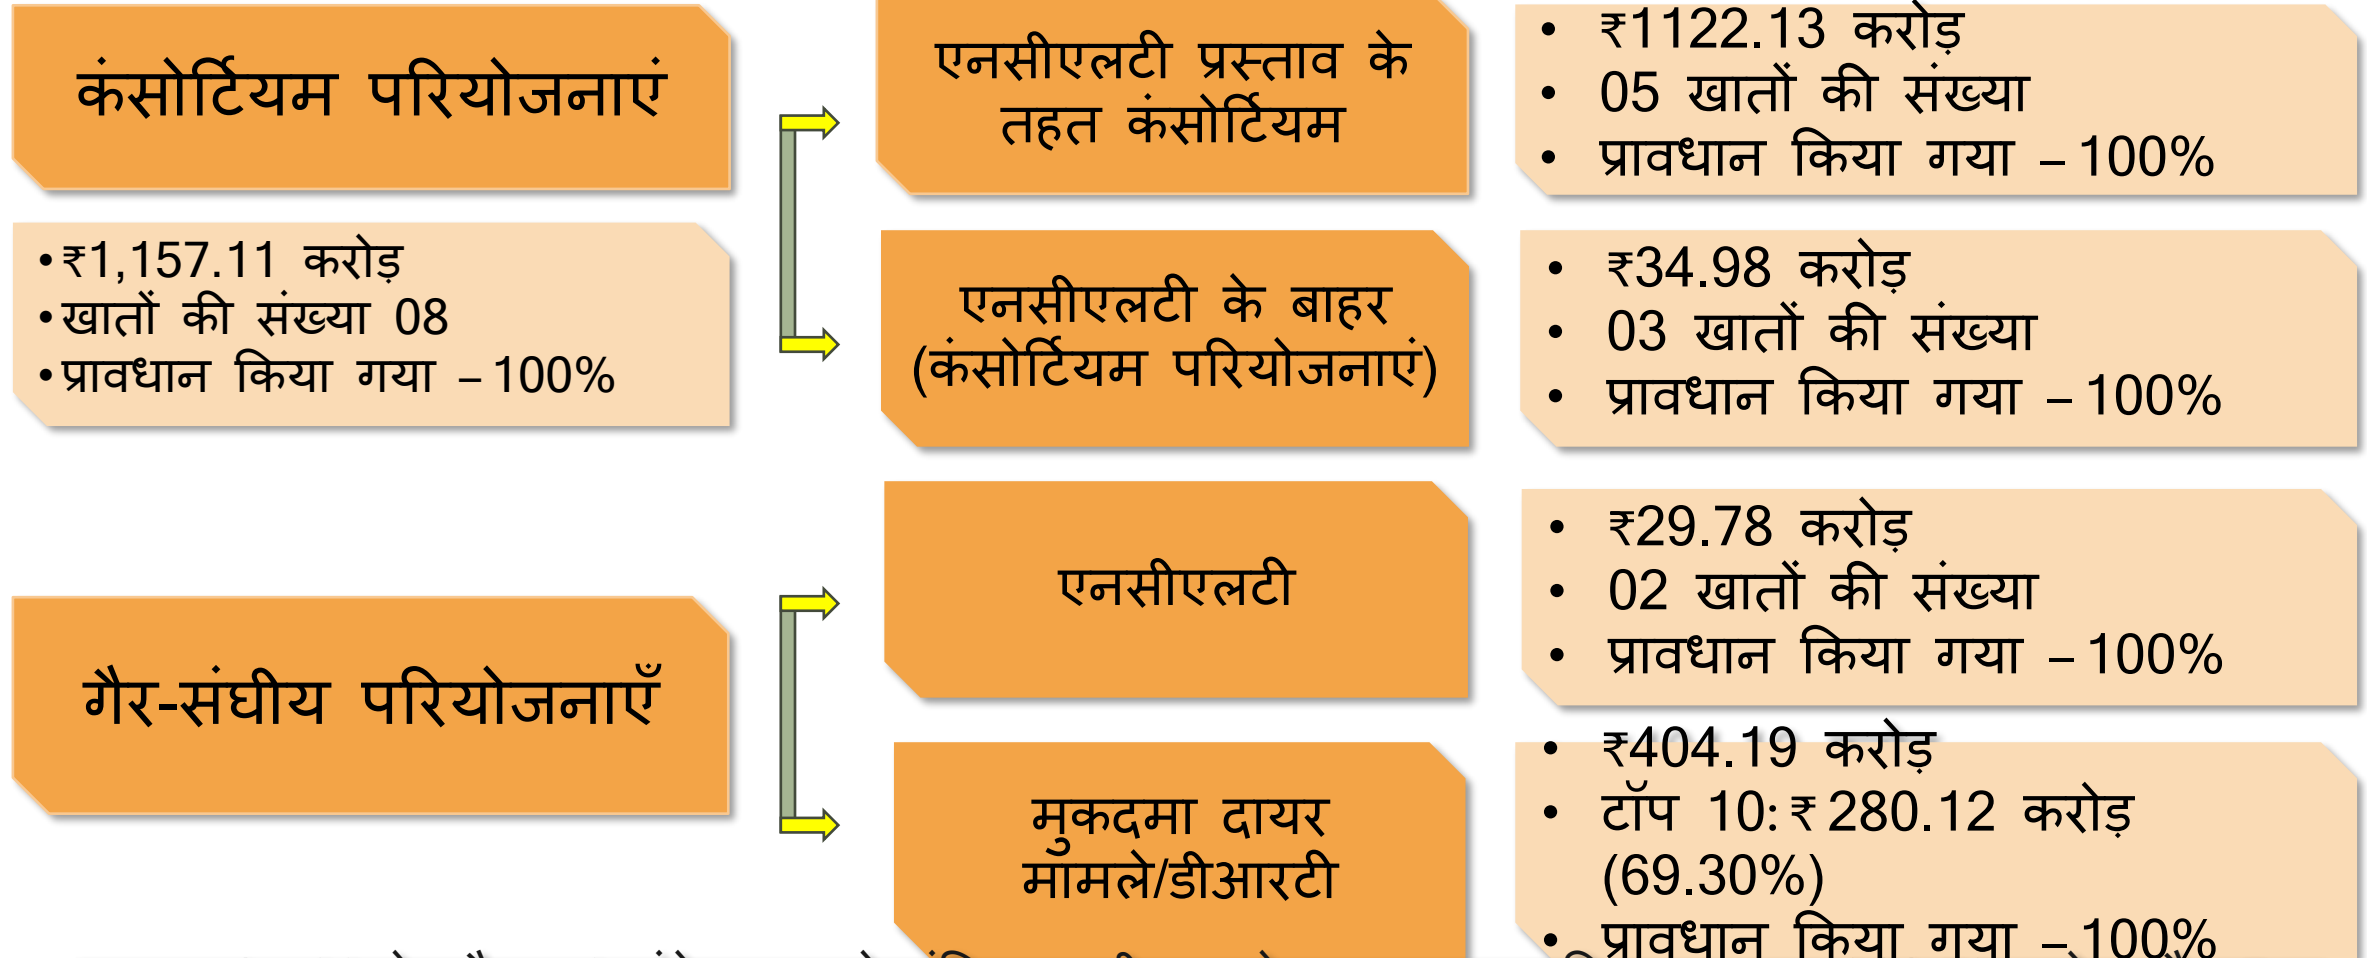 कंसोर्टियम परियोजनाएं
• ₹1,157.11 करोड़
• खातों की संख्या 08
• प्रावधान किया गया – 100%
एनसीएलटी प्रस्ताव के
तहत कंसोर्टियम
• ₹1122.13 करोड़
• 05 खातों की संख्या
• प्रावधान किया गया – 100%
एनसीएलटी के बाहर
(कंसोर्टियम परियोजनाएं)
• ₹34.98 करोड़
• 03 खातों की संख्या
• प्रावधान किया गया – 100%
गैर-संघीय परियोजनाएँ
एनसीएलटी
• ₹29.78 करोड़
• 02 खातों की संख्या
• प्रावधान किया गया – 100%
मुकदमा दायर
मामले/डीआरटी
• ₹404.19 करोड़
• टॉप 10: ₹ 280.12 करोड़
(69.30%)
• प्रावधान किया गया – 100%